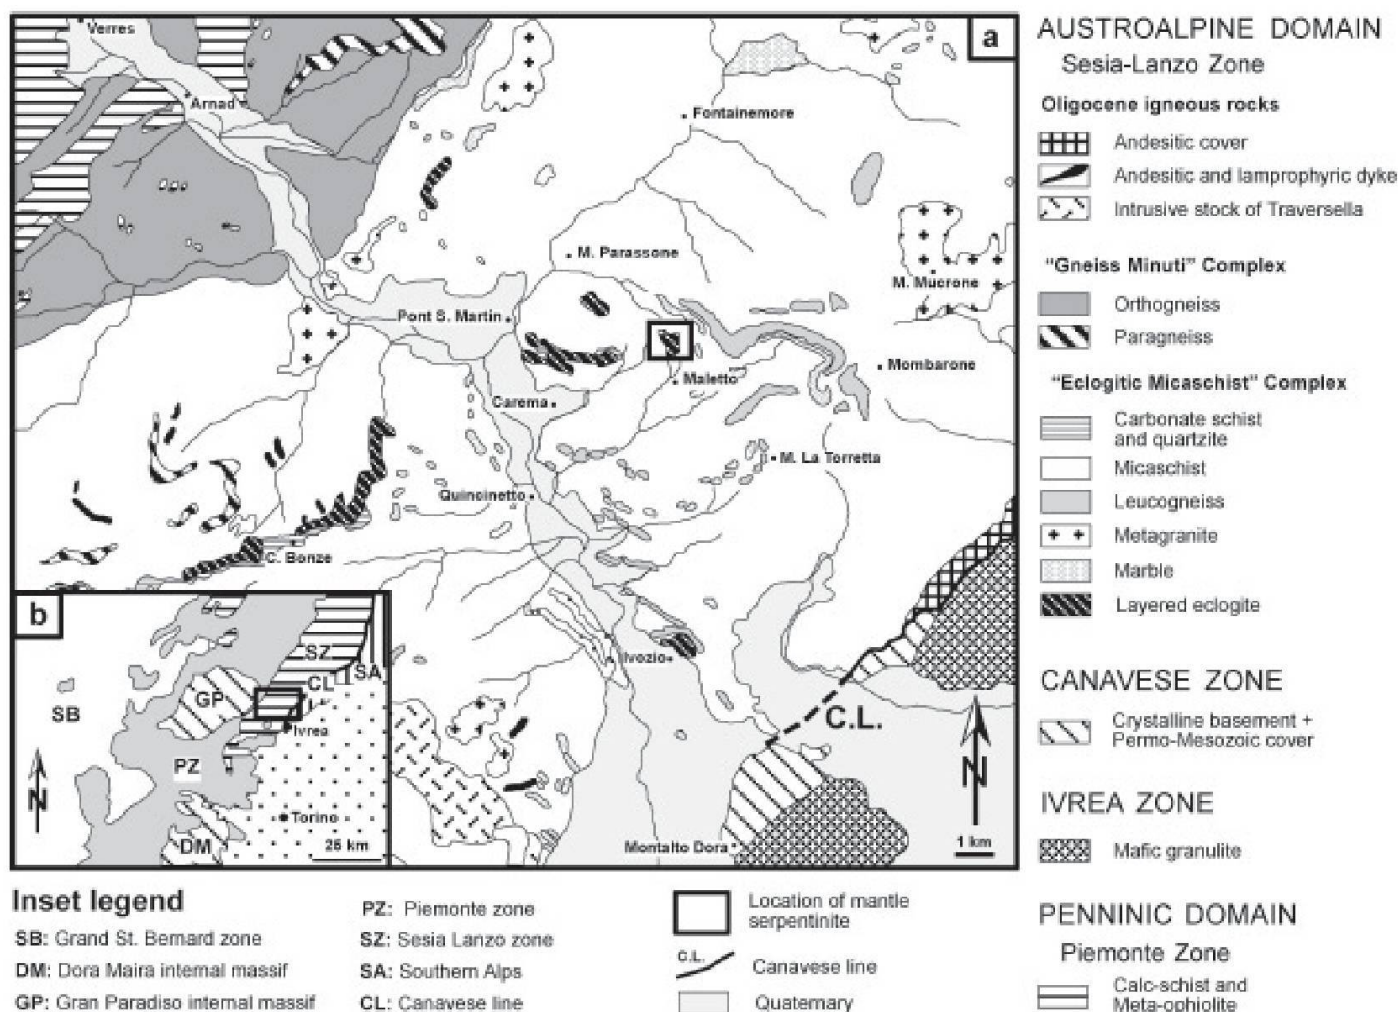 a
Verres
Arnad
Fontainemore
M. Parassone
M. Mucrone
Pont S. Martin
Mombarone
Maletto
Carema
M. La Torretta
Quincinetto
C. Bonze
Ivozio
C.L.
N
1 km
Montalto Dora
b
SZ
SA
GP
CL
SB
Ivrea
PZ
N
Torino
DM
25 km
AUSTROALPINE DOMAIN
Sesia-Lanzo Zone
Oligocene igneous rocks
Andesitic cover
Andesitic and lamprophyric dyke
Intrusive stock of Traversella
"Gneiss Minuti" Complex
Orthogneiss
Paragneiss
"Eclogitic Micaschist" Complex
Carbonate schist
and quartzite
Micaschist
Leucogneiss
Metagranite
Marble
Layered eclogite
CANAVESE ZONE
Crystalline basement +
Permo-Mesozoic cover
IVREA ZONE
Mafic granulite
PENNINIC DOMAIN
Piemonte Zone
Calc-schist and
Meta-ophiolite
Inset legend
SB: Grand St. Bernard zone
DM: Dora Maira internal massif
GP: Gran Paradiso internal massif
PZ: Piemonte zone
SZ: Sesia Lanzo zone
SA: Southern Alps
CL: Canavese line
Location of mantle
serpentinite
C.L.
Canavese line
Quaternary